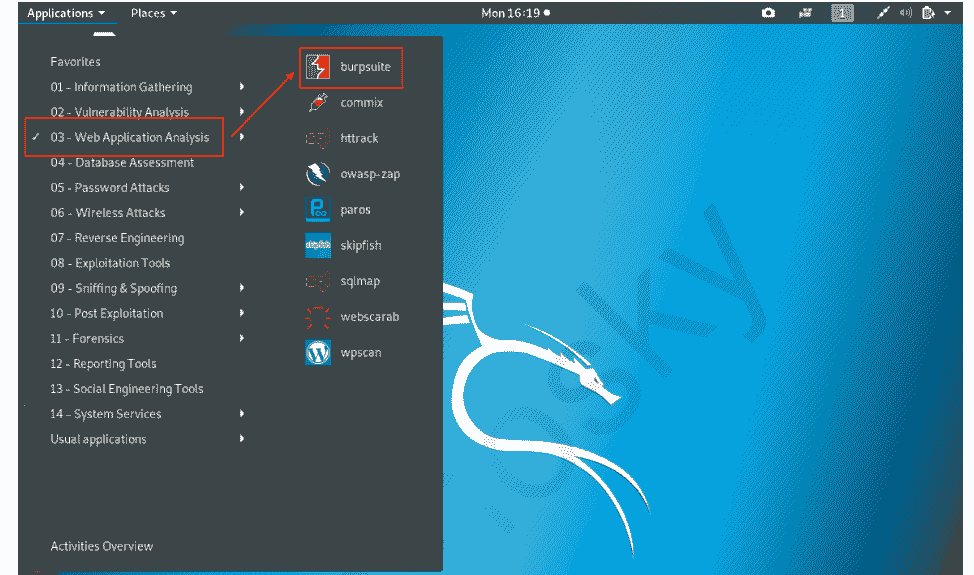 Applications Places Mon 16:19 1
Favorites
01 - Information Gathering
02 - Vulnerability Analysis
03 - Web Application Analysis
04 - Database Assessment
05 - Password Attacks
06 - Wireless Attacks
07 - Reverse Engineering
08 - Exploitation Tools
09 - Sniffing & Spoofing
10 - Post Exploitation
11 - Forensics
12 - Reporting Tools
13 - Social Engineering Tools
14 - System Services
Usual applications
Activities Overview
burpsuite
commix
httrack
owasp-zap
paros
skipfish
sqlmap
webscarab
wpscan